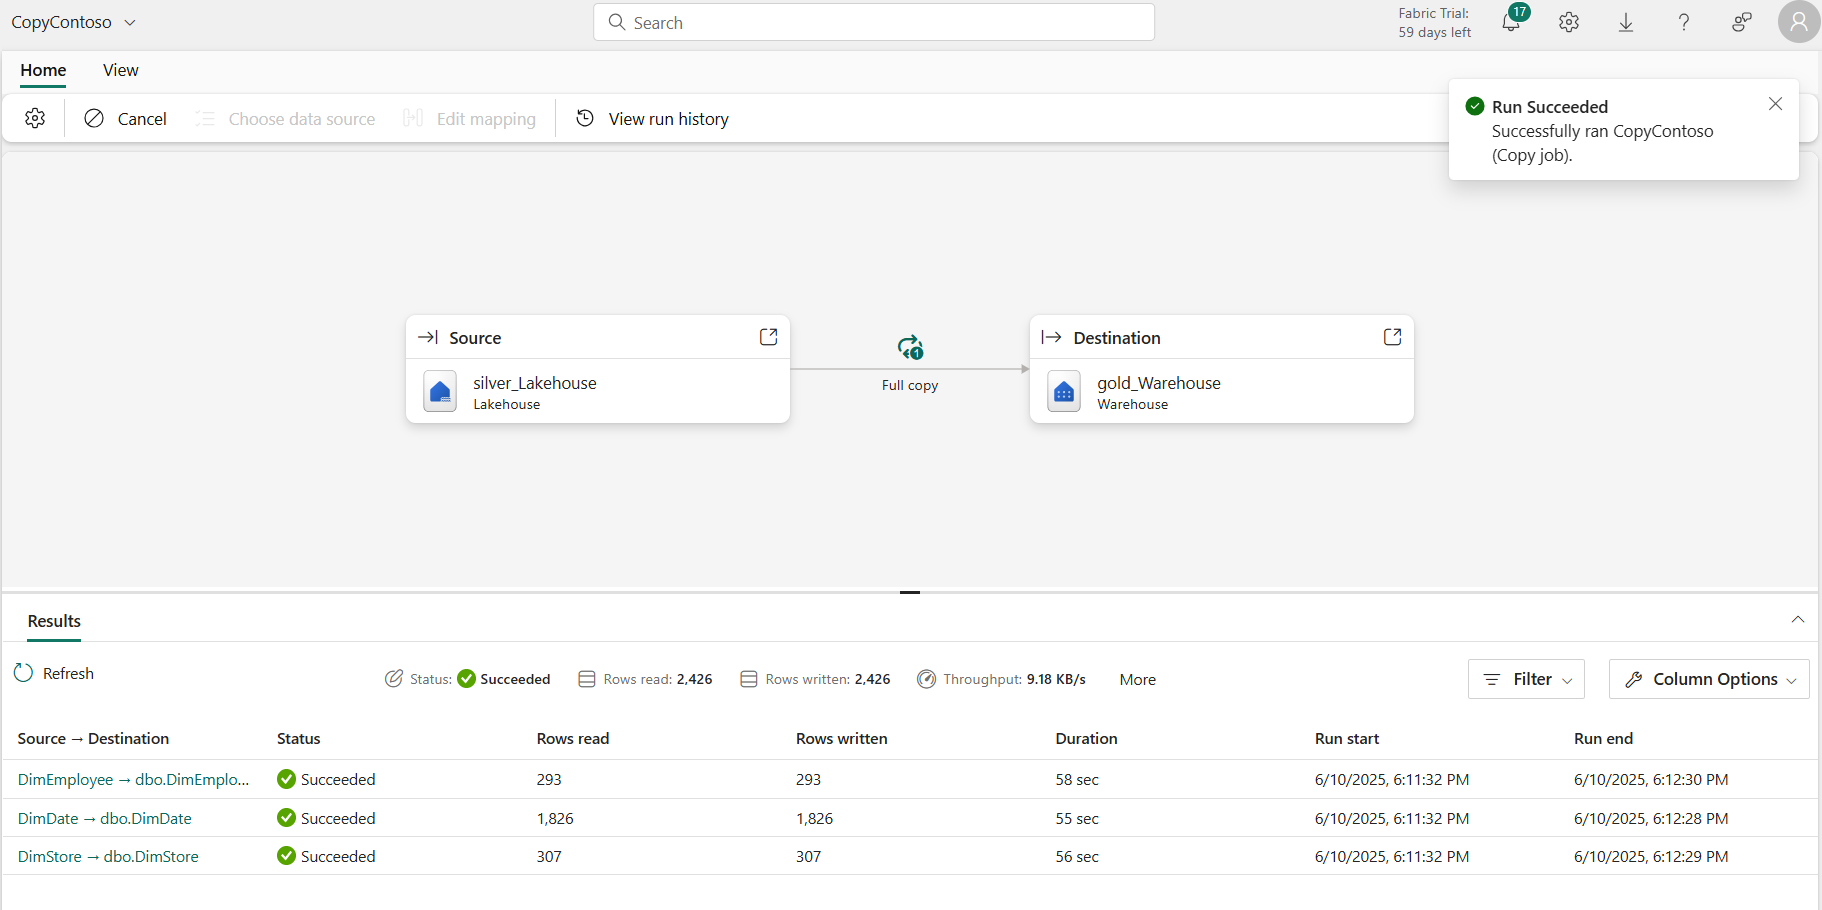 CopyContoso
Search
Fabric Trial:
59 days left
17
Home
View
Cancel
Choose data source
Edit mapping
View run history
Run Succeeded
Successfully ran CopyContoso
(Copy job).
Source
silver_Lakehouse
Lakehouse
1
Full copy
Destination
gold_Warehouse
Warehouse
Results
Refresh
Status: Succeeded
Rows read: 2,426
Rows written: 2,426
Throughput: 9.18 KB/s
More
Filter
Column Options
Source → Destination Status Rows read Rows written Duration Run start Run end
DimEmployee → dbo.DimEmplo... Succeeded 293 293 58 sec 6/10/2025, 6:11:32 PM 6/10/2025, 6:12:30 PM
DimDate → dbo.DimDate Succeeded 1,826 1,826 55 sec 6/10/2025, 6:11:32 PM 6/10/2025, 6:12:28 PM
DimStore → dbo.DimStore Succeeded 307 307 56 sec 6/10/2025, 6:11:32 PM 6/10/2025, 6:12:29 PM